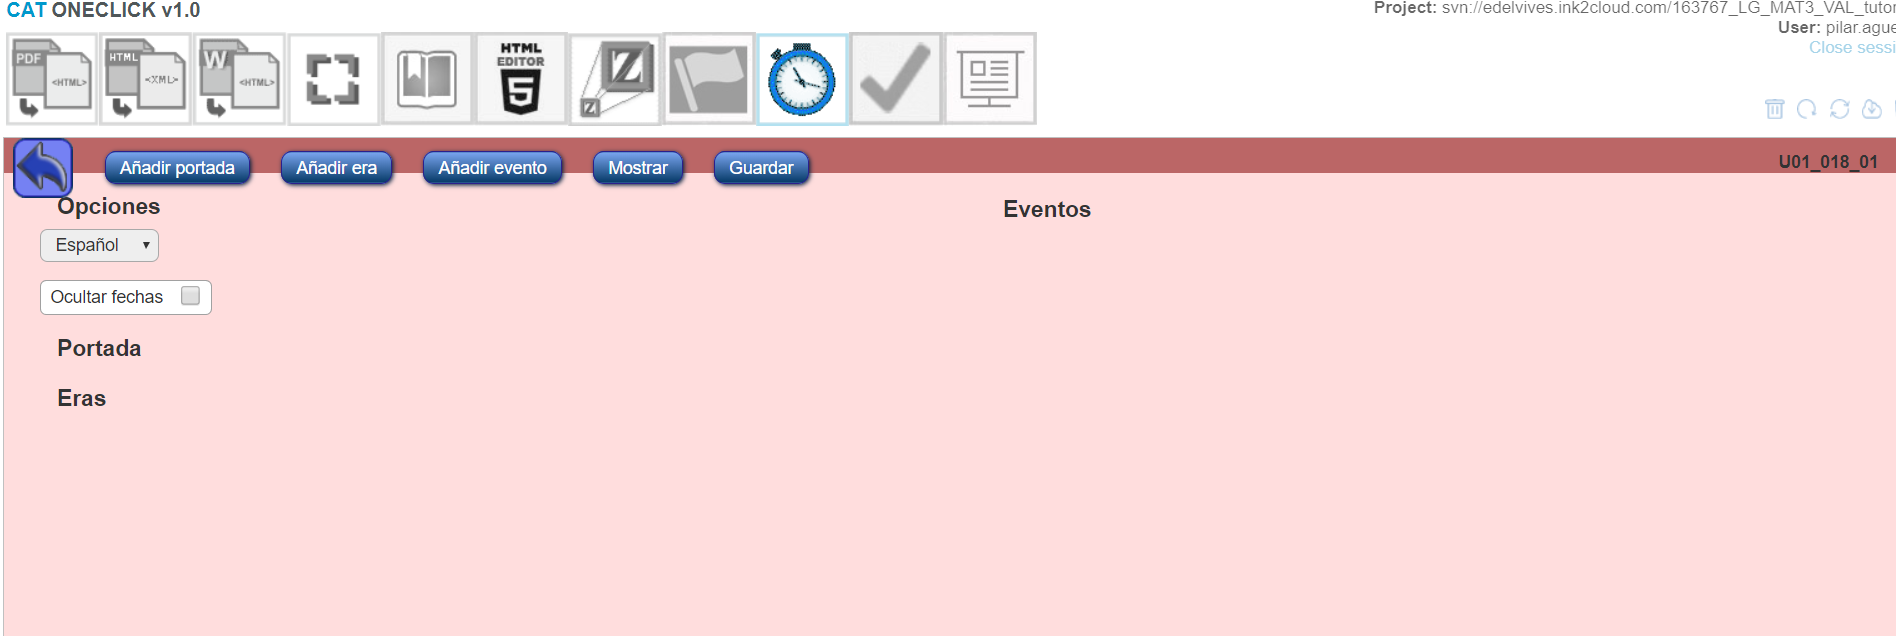 CAT ONECLICK v1.0
Project: svn://edelvives.ink2cloud.com/163767_LG_MAT3_VAL_tutor
User: pilar.ague
Close sessi
PDF <HTML>
HTML <XML>
W <HTML>
HTML
EDITOR
5
Z
Z
Añadir portada
Añadir era
Añadir evento
Mostrar
Guardar
U01_018_01
Opciones
Eventos
Español
Ocultar fechas
Portada
Eras